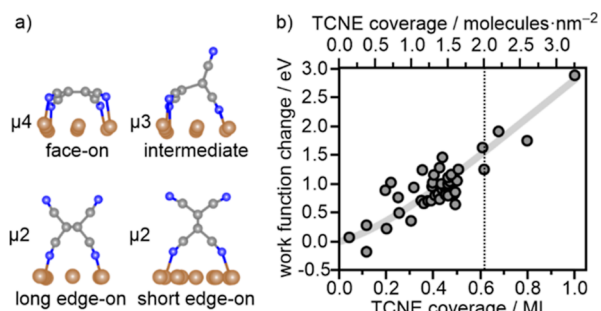 a)
μ4
face-on
μ3
intermediate
μ2
long edge-on
μ2
short edge-on
b)
TCNE coverage / molecules·nm⁻²
0.0 0.5 1.0 1.5 2.0 2.5 3.0
work function change / eV
3.0
2.5
2.0
1.5
1.0
0.5
0.0
-0.5
0.0 0.2 0.4 0.6 0.8 1.0
TCNE coverage / ML